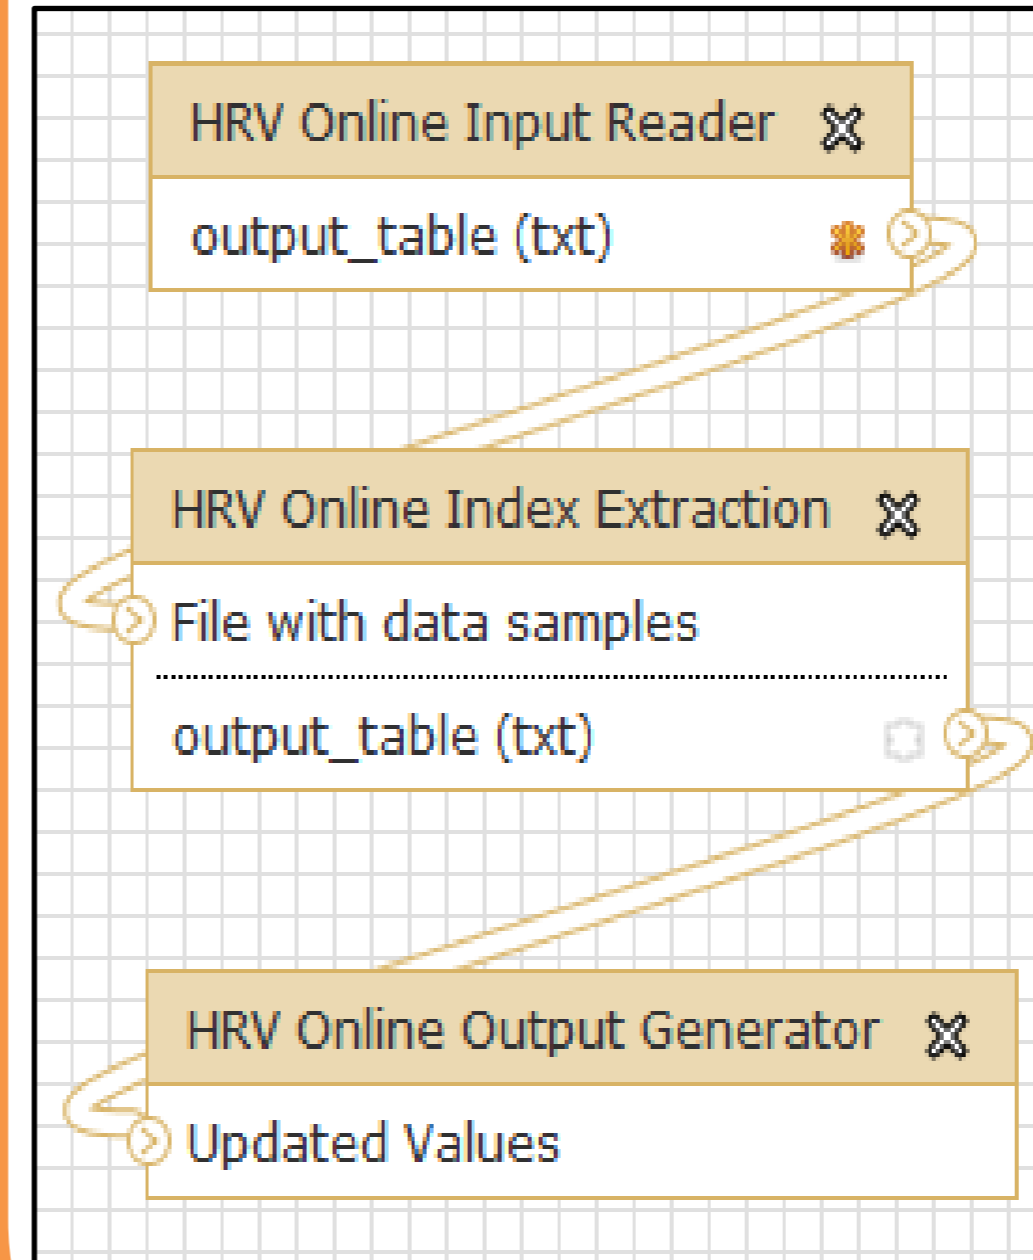 HRV Online Input Reader
output_table (txt)
HRV Online Index Extraction
File with data samples
output_table (txt)
HRV Online Output Generator
Updated Values